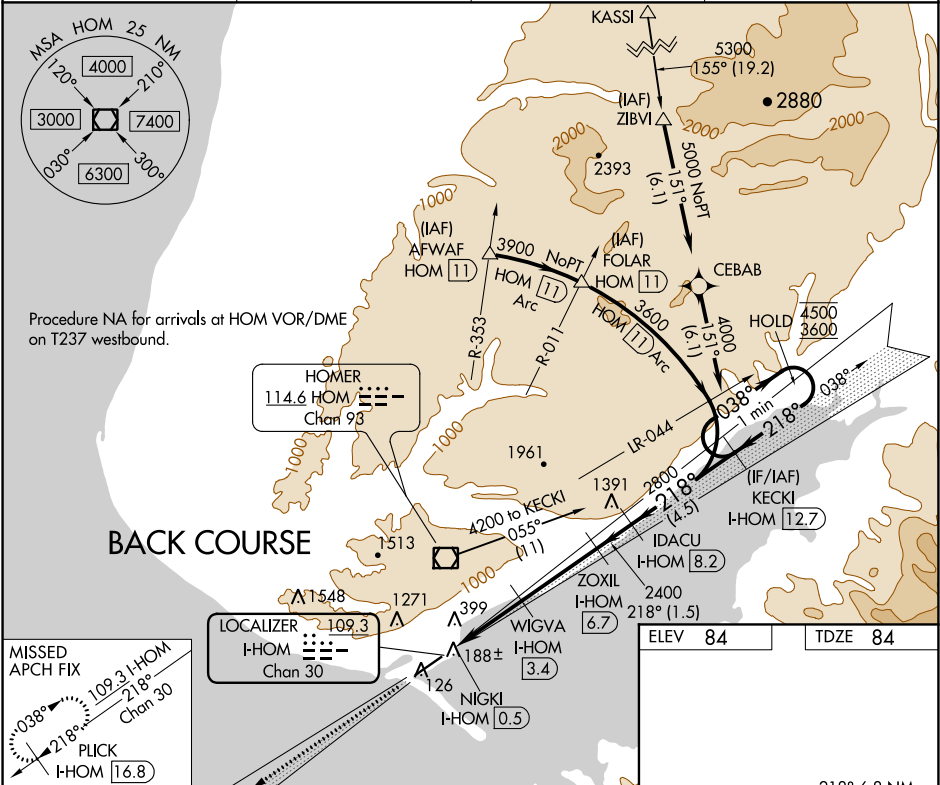 MSA HOM 25 NM
120°
4000
210°
3000
7400
030°
6300
300°
KASSI
5300
155° (19.2)
(IAF)
ZIBVI
2880
2000
2000
2000
2393
5000 NoPT
151°
(6.1)
1000
(IAF)
AFWAF
HOM 11
3900
NoPT
HOM 11
Arc
(IAF)
FOLAR
HOM 11
3600
HOM 11 Arc
CEBAB
4000
151°
(6.1)
HOLD
4500
3600
Procedure NA for arrivals at HOM VOR/DME
on T237 westbound.
R-353
R-011
HOMER
114.6 HOM
Chan 93
1000
1000
LR-044
038°
1 min
218°
038°
1961
1391
2800
218°
(4.5)
(IF/IAF)
KECKI
I-HOM 12.7
BACK COURSE
1513
4200 to KECKI
055°
(11)
1000
IDACU
I-HOM 8.2
ZOXIL
I-HOM
6.7
2400
218° (1.5)
1548
1271
399
WIGVA
I-HOM
3.4
LOCALIZER 109.3
I-HOM
Chan 30
188±
126
NIGKI
I-HOM 0.5
ELEV 84
TDZE 84
MISSED
APCH FIX
109.3 I-HOM
218°
Chan 30
038°
218°
PLICK
I-HOM 16.8